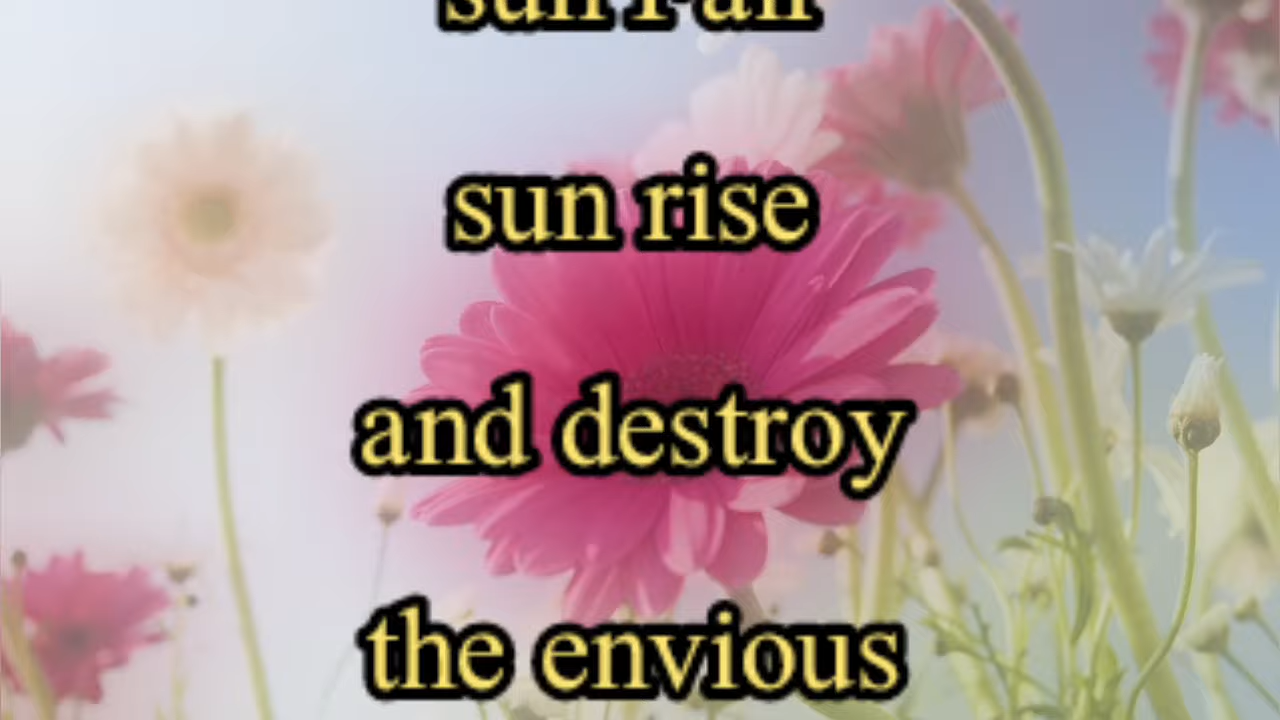 sun rise
and destroy
the envious